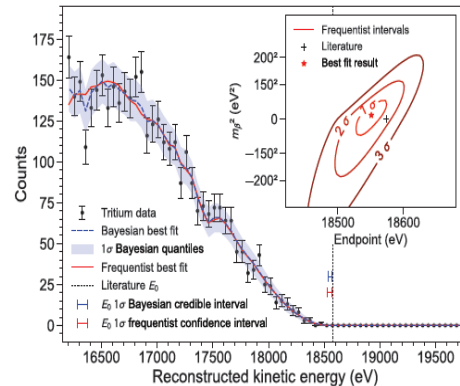 175
150
125
100
75
50
25
0
Counts
16500 17000 17500 18000 18500 19000 19500
Reconstructed kinetic energy (eV)
Tritium data
Bayesian best fit
1σ Bayesian quantiles
Frequentist best fit
Literature E₀
E₀ 1σ Bayesian credible interval
E₀ 1σ frequentist confidence interval
Frequentist intervals
Literature
Best fit result
200²
150²
0
−150²
−200²
mᵦ² (eV²)
1σ
2σ
3σ
18500 18600
Endpoint (eV)